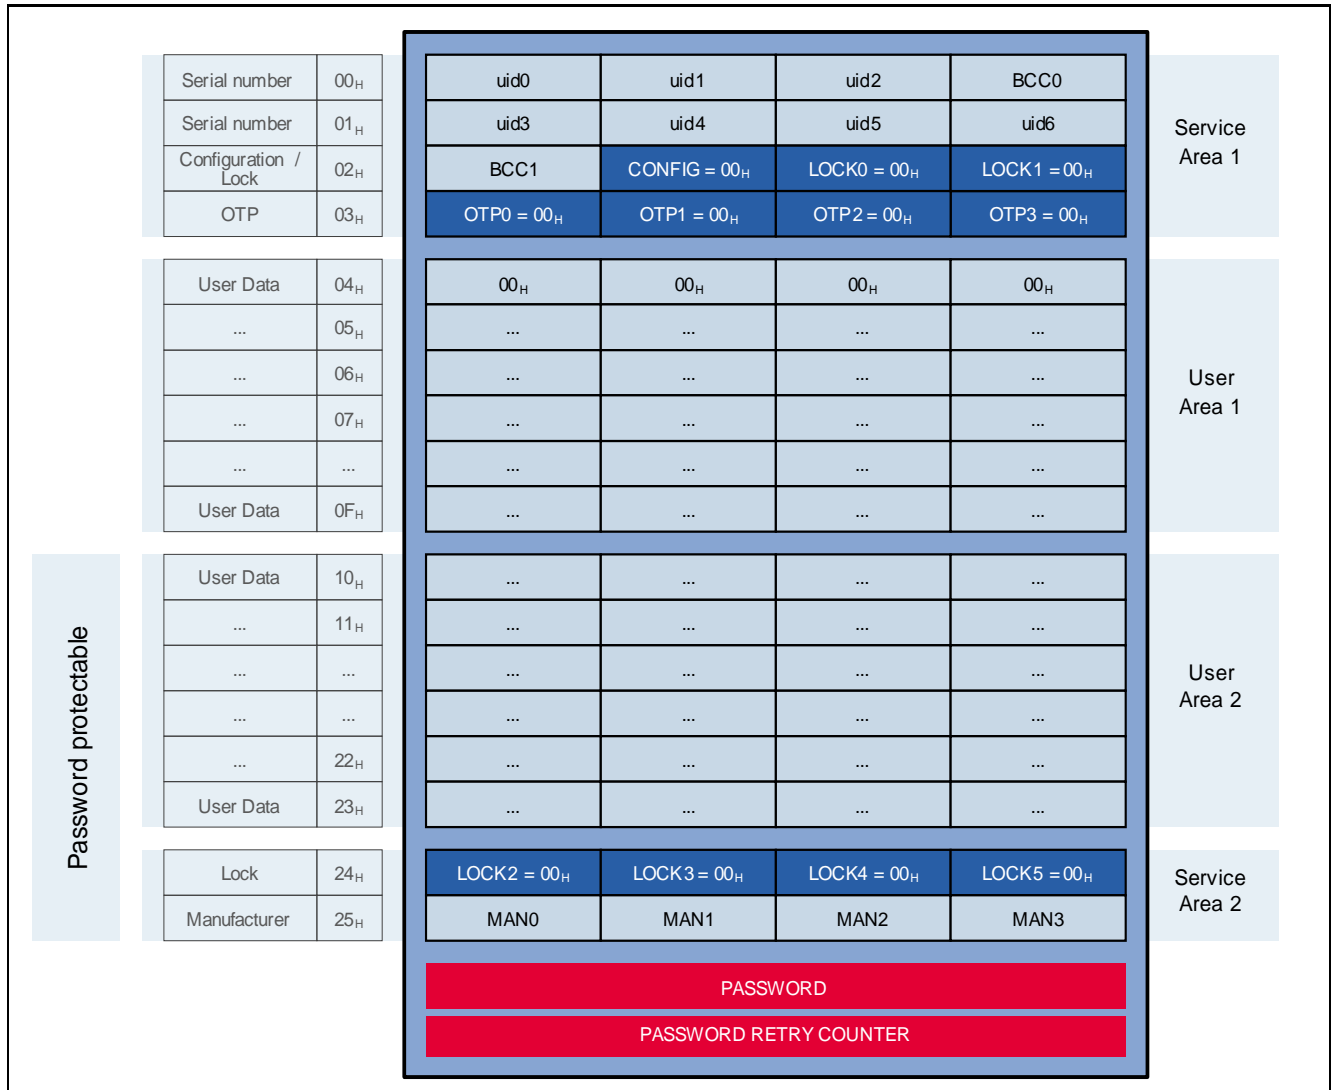 Serial number 00H uid0 uid1 uid2 BCC0
Serial number 01H uid3 uid4 uid5 uid6
Service
Area 1
Configuration /
Lock
02H BCC1 CONFIG = 00H LOCK0 = 00H LOCK1 = 00H
OTP 03H OTP0 = 00H OTP1 = 00H OTP2 = 00H OTP3 = 00H
User Data 04H 00H 00H 00H 00H
... 05H ... ... ... ...
... 06H ... ... ... ...
User
Area 1
... 07H ... ... ... ...
... ... ... ... ... ...
User Data 0FH ... ... ... ...
Password protectable
User Data 10H ... ... ... ...
... 11H ... ... ... ...
... ... ... ... ... ...
User
Area 2
... ... ... ... ... ...
... 22H ... ... ... ...
User Data 23H ... ... ... ...
Lock 24H LOCK2 = 00H LOCK3 = 00H LOCK4 = 00H LOCK5 = 00H
Service
Area 2
Manufacturer 25H MAN0 MAN1 MAN2 MAN3
PASSWORD
PASSWORD RETRY COUNTER